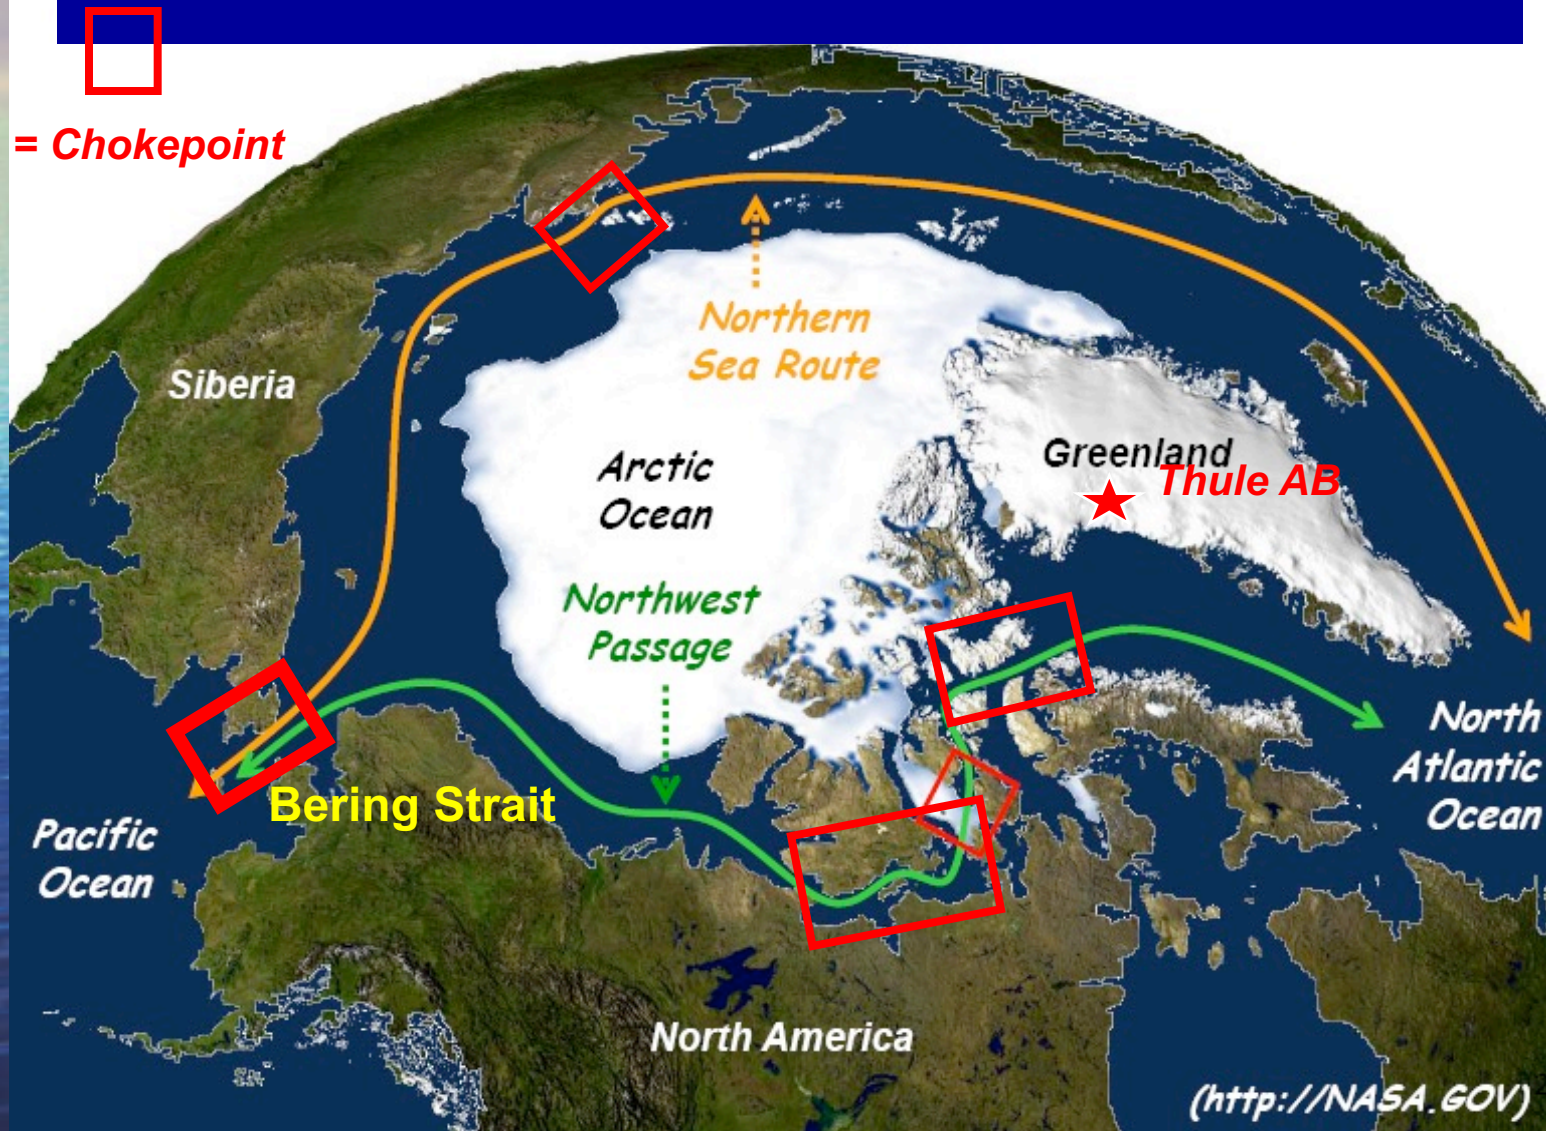 = Chokepoint
Northern
Sea Route
Siberia
Greenland
Thule AB
Arctic
Ocean
Northwest
Passage
North
Atlantic
Ocean
Bering Strait
Pacific
Ocean
North America
(http://NASA.GOV)